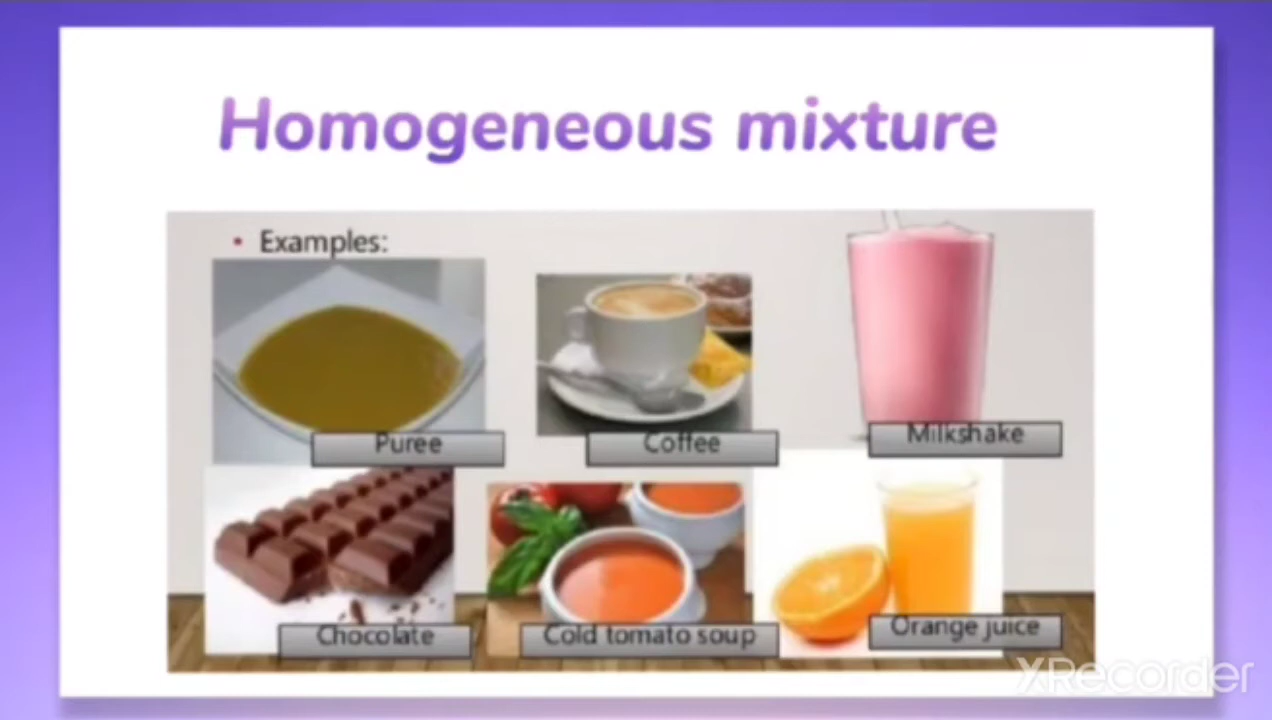 Homogeneous mixture
• Examples:
Puree
Coffee
Milkshake
Chocolate
Cold tomato soup
Orange juice
XRecorder